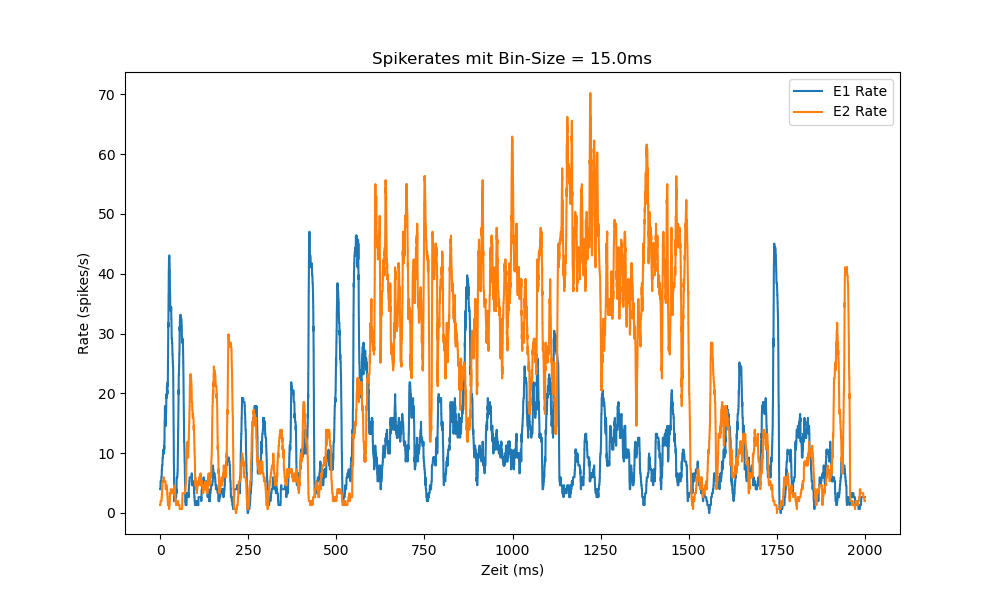 Spikerates mit Bin-Size = 15.0ms
E1 Rate
E2 Rate
70
60
50
40
30
20
10
0
Rate (spikes/s)
0 250 500 750 1000 1250 1500 1750 2000
Zeit (ms)